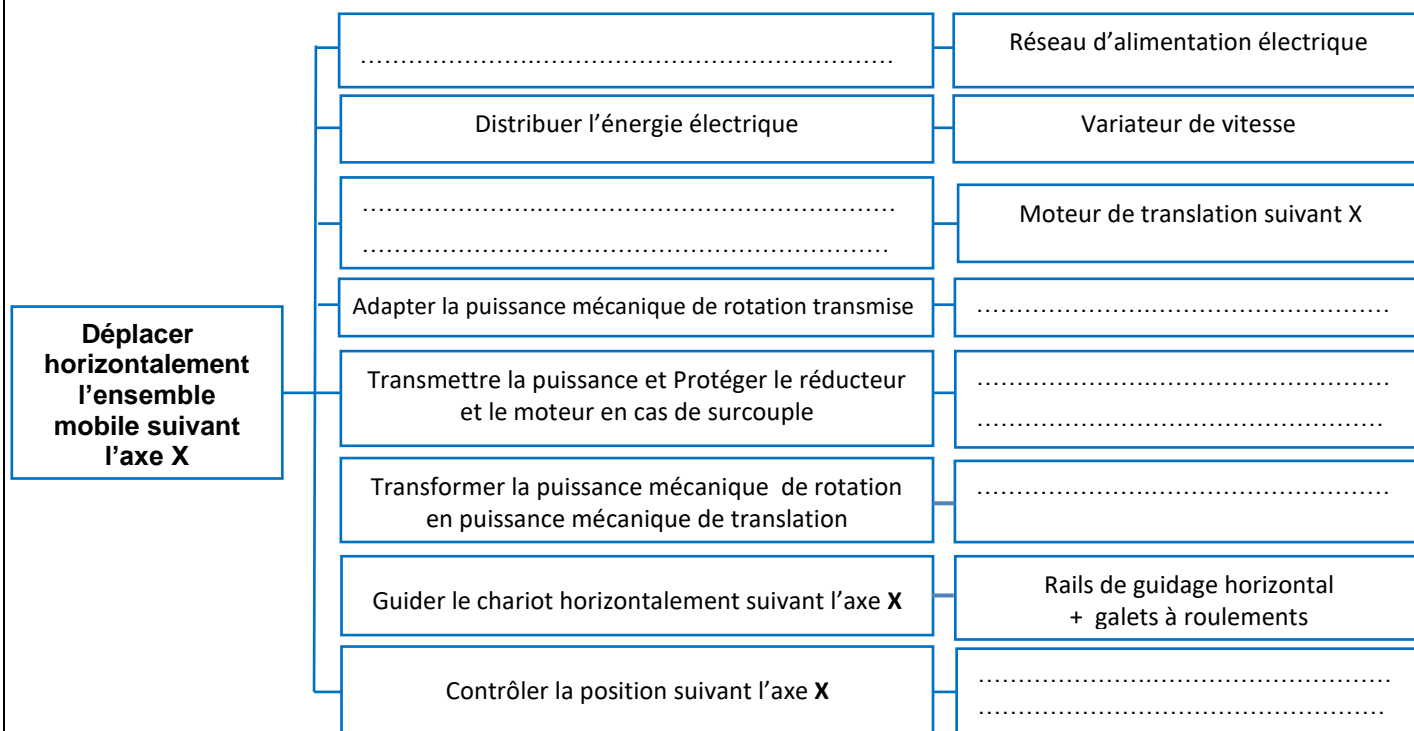 …………………..…………………………………….
Réseau d’alimentation électrique
Distribuer l’énergie électrique
Variateur de vitesse
…………………..…………………………………….
………………………………………………………….
Moteur de translation suivant X
Adapter la puissance mécanique de rotation transmise
…………………..……………………….
Déplacer
horizontalement
l’ensemble
mobile suivant
l’axe X
Transmettre la puissance et Protéger le réducteur
et le moteur en cas de surcouple
…………………..……………………….
…………………………………………….
Transformer la puissance mécanique de rotation
en puissance mécanique de translation
…………………..……………………….
Guider le chariot horizontalement suivant l’axe X
Rails de guidage horizontal
+ galets à roulements
Contrôler la position suivant l’axe X
…………………..……………………….
…………………………………………….